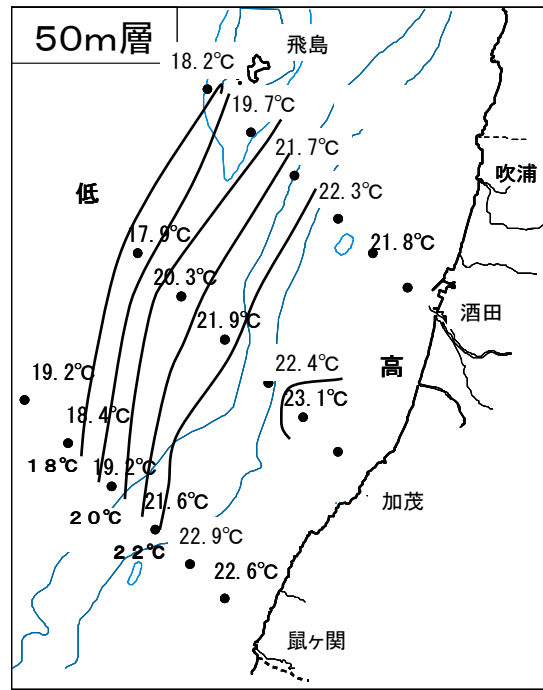 50m層
飛島
18.2℃
19.7℃
21.7℃
吹浦
低
22.3℃
17.9℃
21.8℃
20.3℃
酒田
21.9℃
22.4℃
高
19.2℃
23.1℃
18.4℃
18℃
19.2℃
21.6℃
加茂
20℃
22.9℃
22℃
22.6℃
鼠ヶ関